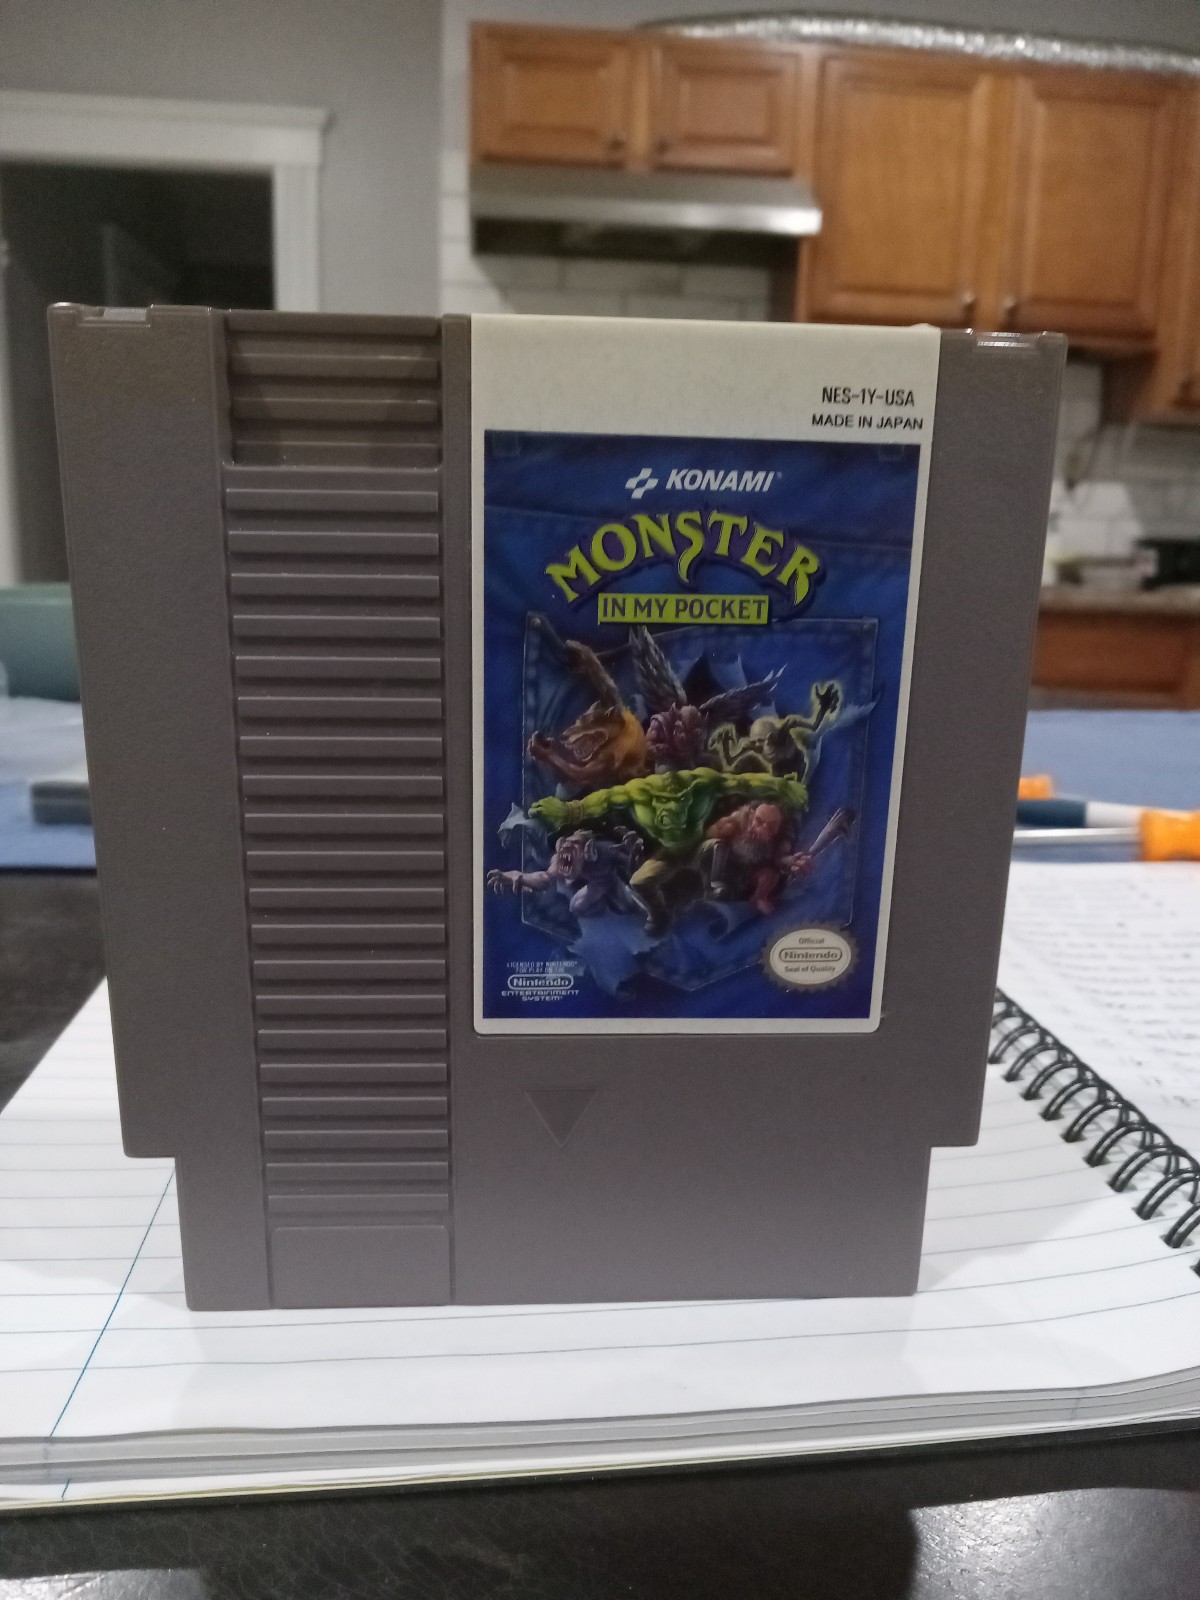 NES-1Y-USA
MADE IN JAPAN
KONAMI
MONSTER
IN MY POCKET
LICENSED BY NINTENDO®
FOR PLAY ON THE
Nintendo
ENTERTAINMENT
SYSTEM
Official
Nintendo
Seal of Quality